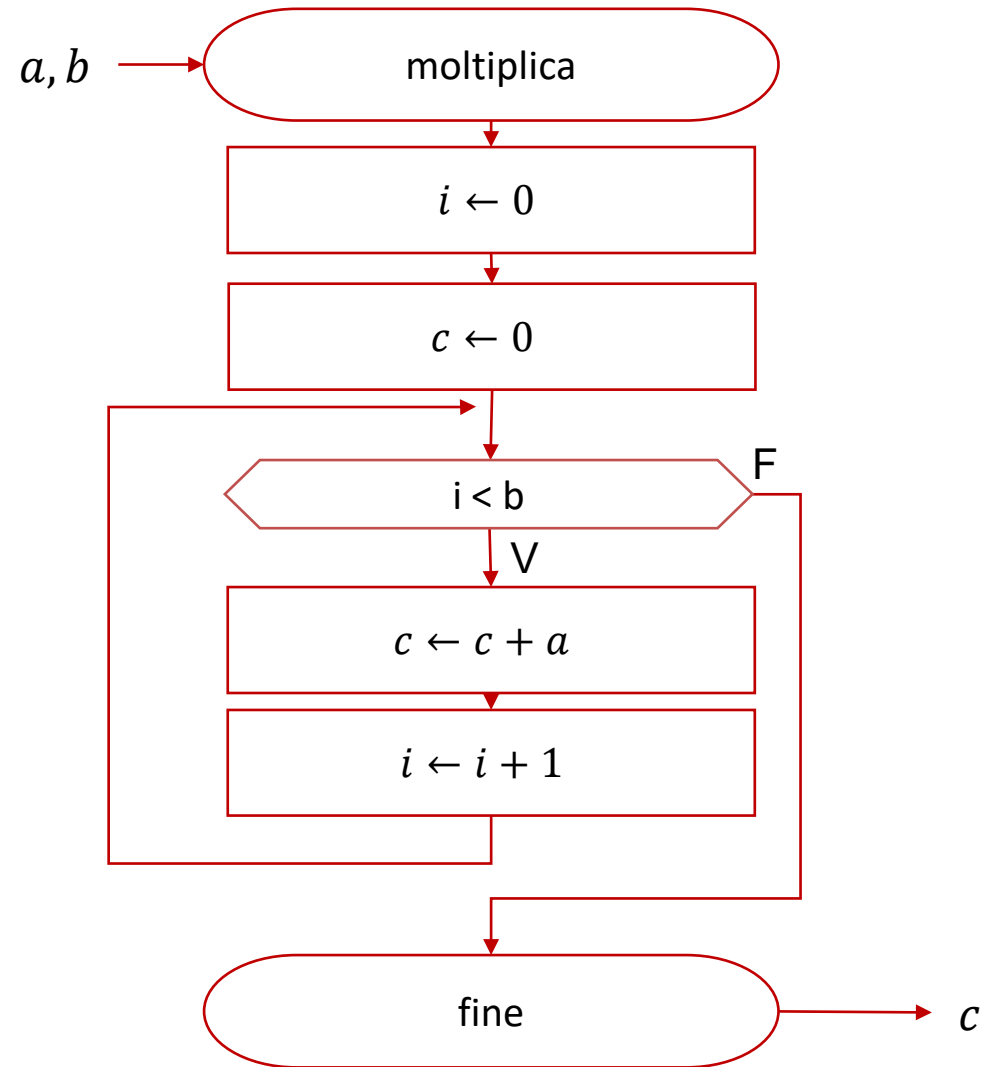 a, b
moltiplica
i ← 0
c ← 0
i < b
F
V
c ← c + a
i ← i + 1
fine
c